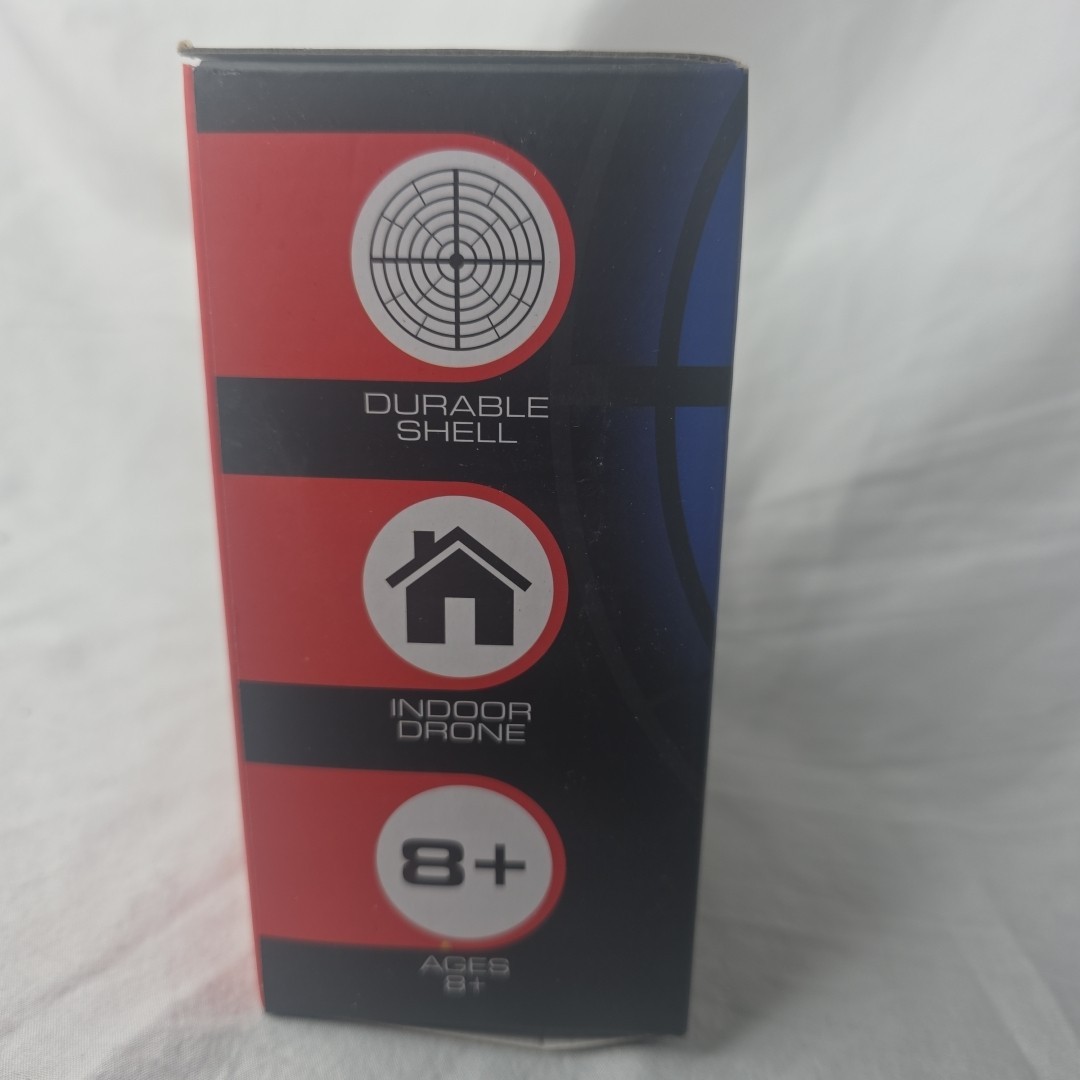 DURABLE
SHELL
INDOOR
DRONE
8+
AGES
8+